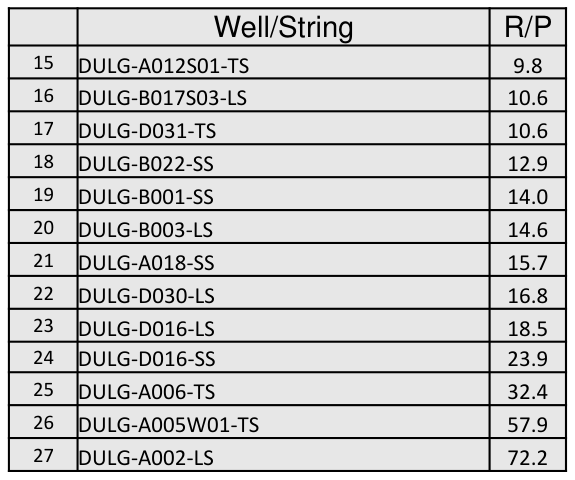 Well/String R/P
15 DULG-A012S01-TS 9.8
16 DULG-B017S03-LS 10.6
17 DULG-D031-TS 10.6
18 DULG-B022-SS 12.9
19 DULG-B001-SS 14.0
20 DULG-B003-LS 14.6
21 DULG-A018-SS 15.7
22 DULG-D030-LS 16.8
23 DULG-D016-LS 18.5
24 DULG-D016-SS 23.9
25 DULG-A006-TS 32.4
26 DULG-A005W01-TS 57.9
27 DULG-A002-LS 72.2